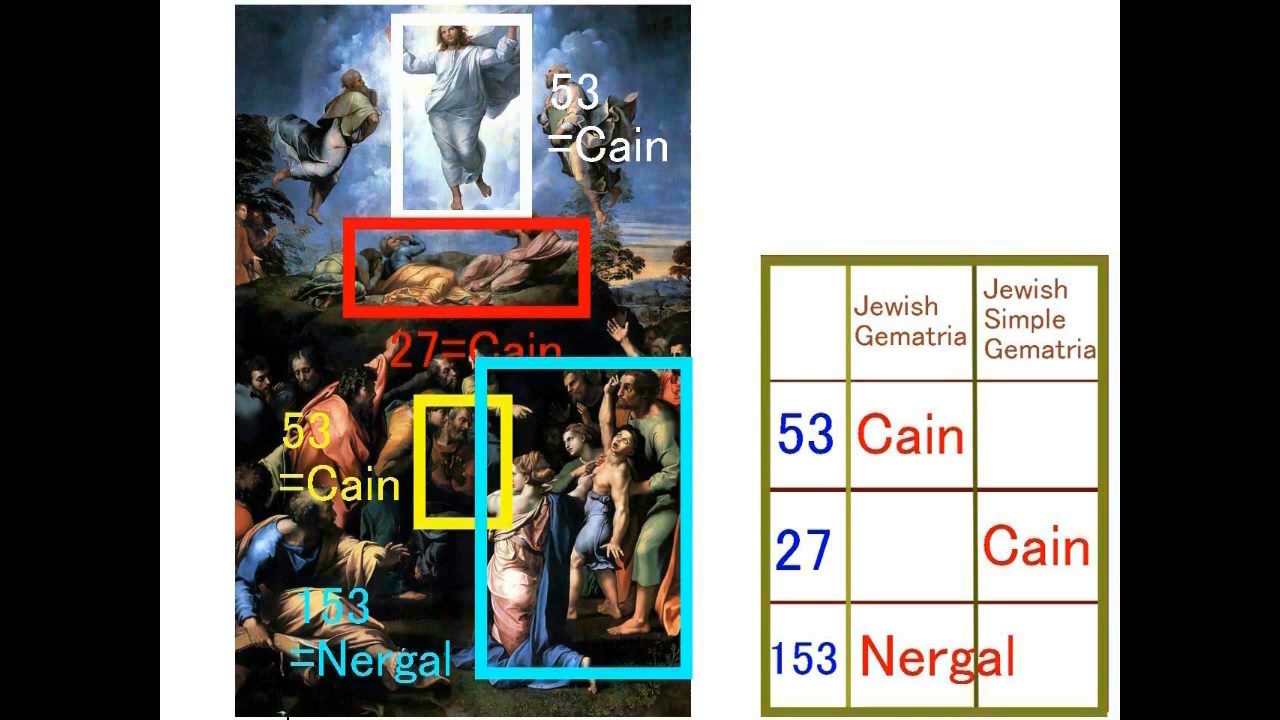 53
=Cain
27=Cain
53
=Cain
153
=Nergal
Jewish
Gematria
Jewish
Simple
Gematria
53 Cain
27 Cain
153 Nergal